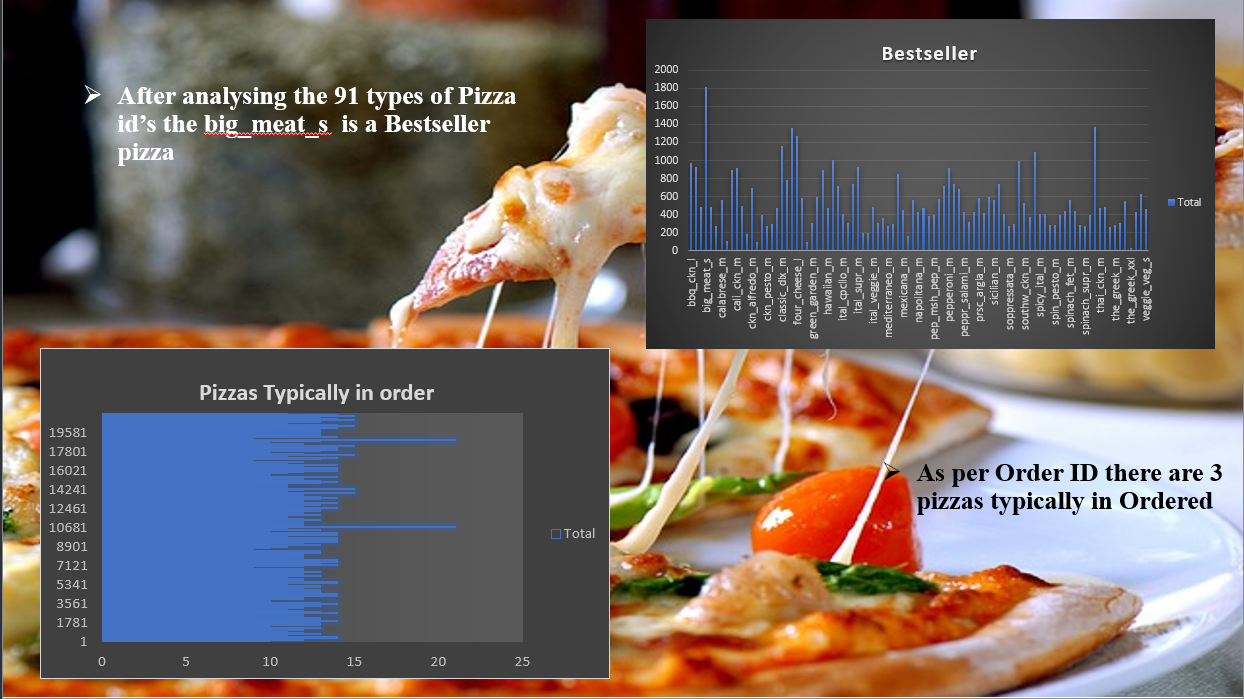 ➢ After analysing the 91 types of Pizza
id’s the big_meat_s is a Bestseller
pizza
Bestseller
2000
1800
1600
1400
1200
1000
800
600
400
200
0
bbq_ckn_l
big_meat_s
calabrese_m
cali_ckn_m
ckn_alfredo_m
ckn_pesto_m
classic_dlx_m
four_cheese_l
green_garden_m
hawaiian_m
ital_cpcllo_m
ital_supr_m
ital_veggie_m
mediterraneo_m
mexicana_m
napolitana_m
pep_msh_pep_m
pepperoni_m
peppr_salami_m
prsc_argla_m
sicilian_m
soppressata_m
southw_ckn_m
spicy_ital_m
spin_pesto_m
spinach_fet_m
spinach_supr_m
thai_ckn_m
the_greek_m
the_greek_xxl
veggie_veg_s
Total
Pizzas Typically in order
19581
17801
16021
14241
12461
10681
8901
7121
5341
3561
1781
1
0 5 10 15 20 25
Total
➢ As per Order ID there are 3
pizzas typically in Ordered